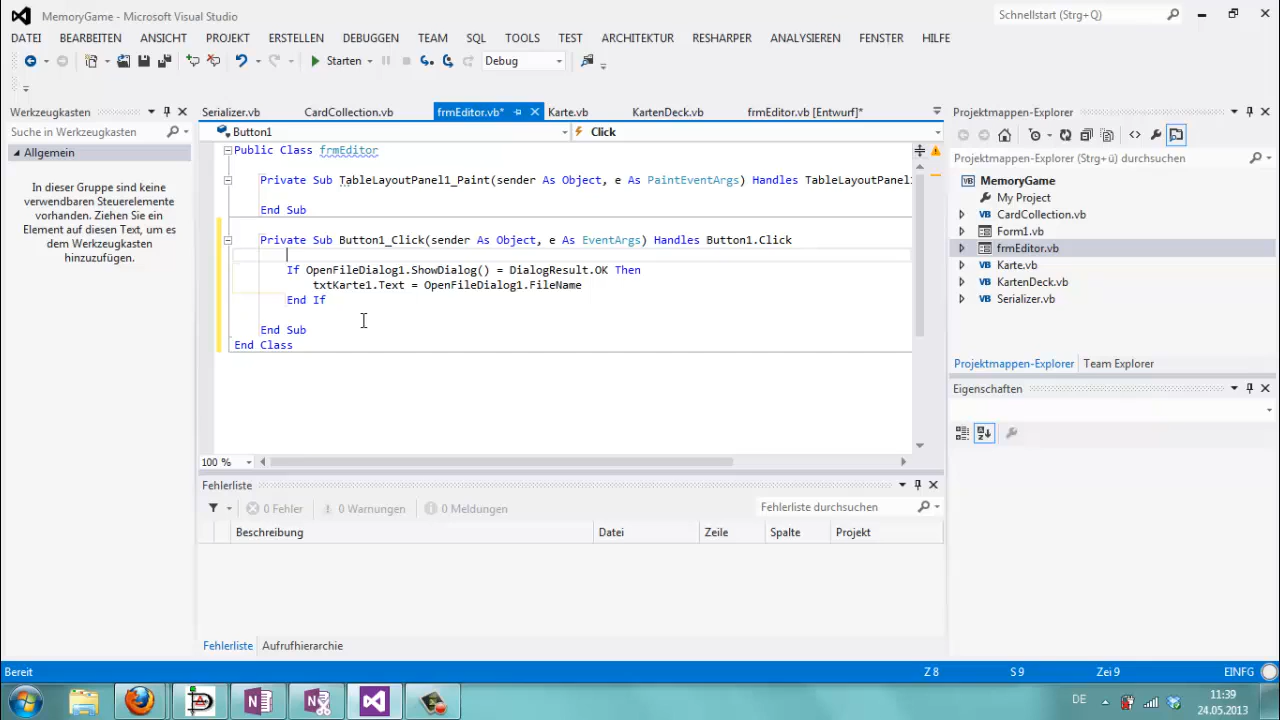 MemoryGame - Microsoft Visual Studio
Schnellstart (Strg+Q)
DATEI BEARBEITEN ANSICHT PROJEKT ERSTELLEN DEBUGGEN TEAM SQL TOOLS TEST ARCHITEKTUR RESHARPER ANALYSIEREN FENSTER HILFE
Starten Debug
Werkzeugkasten
Suche in Werkzeugkasten
Allgemein
In dieser Gruppe sind keine
verwendbaren Steuerelemente
vorhanden. Ziehen Sie ein
Element auf diesen Text, um es
dem Werkzeugkasten
hinzuzufügen.
Serializer.vb CardCollection.vb frmEditor.vb* Karte.vb KartenDeck.vb frmEditor.vb [Entwurf]*
Button1 Click
Public Class frmEditor
Private Sub TableLayoutPanel1_Paint(sender As Object, e As PaintEventArgs) Handles TableLayoutPanel1
End Sub
Private Sub Button1_Click(sender As Object, e As EventArgs) Handles Button1.Click
If OpenFileDialog1.ShowDialog() = DialogResult.OK Then
txtKarte1.Text = OpenFileDialog1.FileName
End If
End Sub
End Class
100 %
Projektmappen-Explorer
Projektmappen-Explorer (Strg+ü) durchsuchen
MemoryGame
My Project
CardCollection.vb
Form1.vb
frmEditor.vb
Karte.vb
KartenDeck.vb
Serializer.vb
Projektmappen-Explorer Team Explorer
Eigenschaften
Fehlerliste
0 Fehler 0 Warnungen 0 Meldungen
Fehlerliste durchsuchen
Beschreibung Datei Zeile Spalte Projekt
Fehlerliste Aufrufhierarchie
Bereit Z 8 S 9 Zei 9 EINFG
DE
11:39
24.05.2013